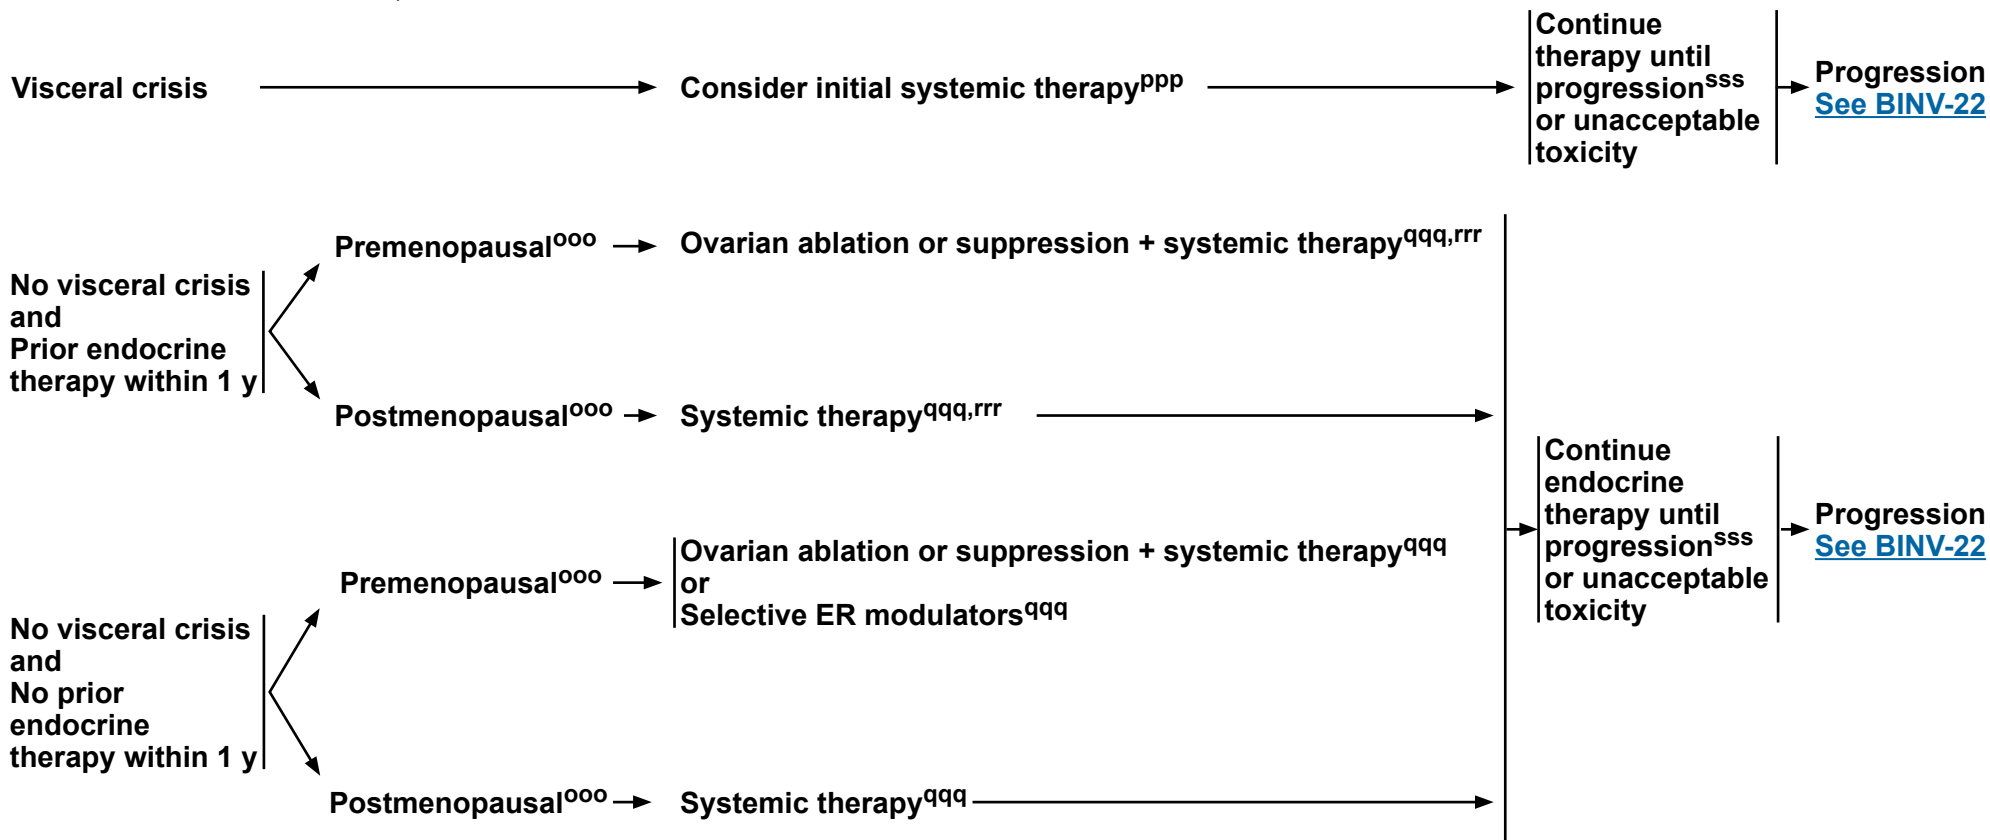 Visceral crisis
Consider initial systemic therapyppp
Continue
therapy until
progressionsss
or unacceptable
toxicity
Progression
See BINV-22
No visceral crisis
and
Prior endocrine
therapy within 1 y
Premenopausalooo
Ovarian ablation or suppression + systemic therapyqqq,rrr
Postmenopausalooo
Systemic therapyqqq,rrr
No visceral crisis
and
No prior
endocrine
therapy within 1 y
Premenopausalooo
Ovarian ablation or suppression + systemic therapyqqq
or
Selective ER modulatorsqqq
Postmenopausalooo
Systemic therapyqqq
Continue
endocrine
therapy until
progressionsss
or unacceptable
toxicity
Progression
See BINV-22